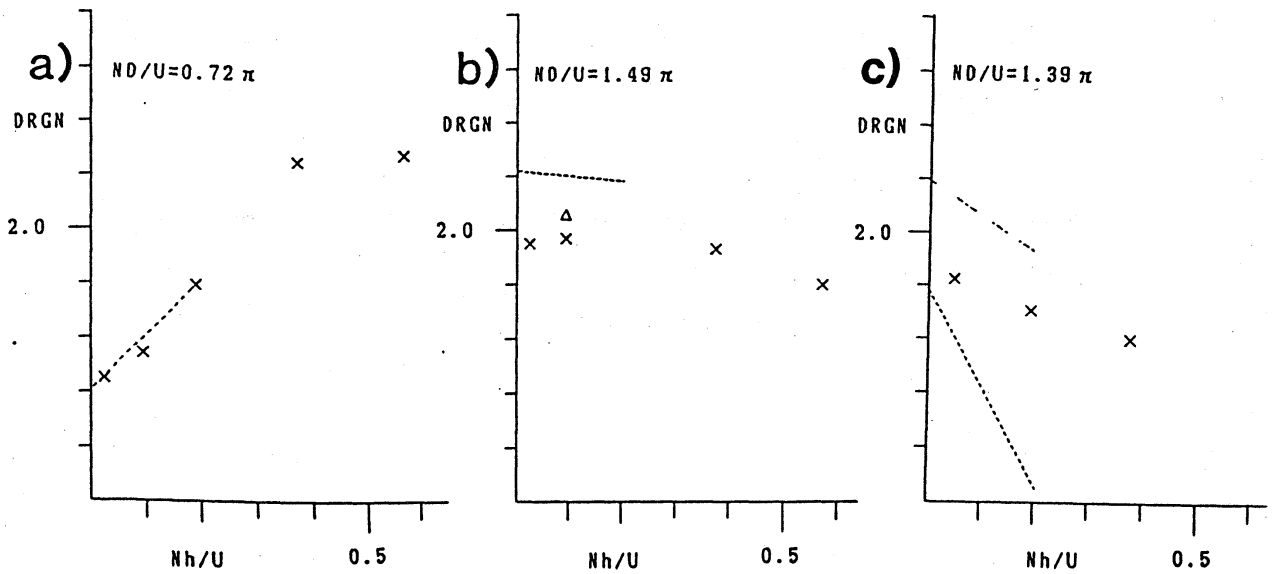 a) ND/U=0.72 π
DRGN
2.0
Nh/U 0.5
b) ND/U=1.49 π
DRGN
2.0
Nh/U 0.5
c) ND/U=1.39 π
DRGN
2.0
Nh/U 0.5